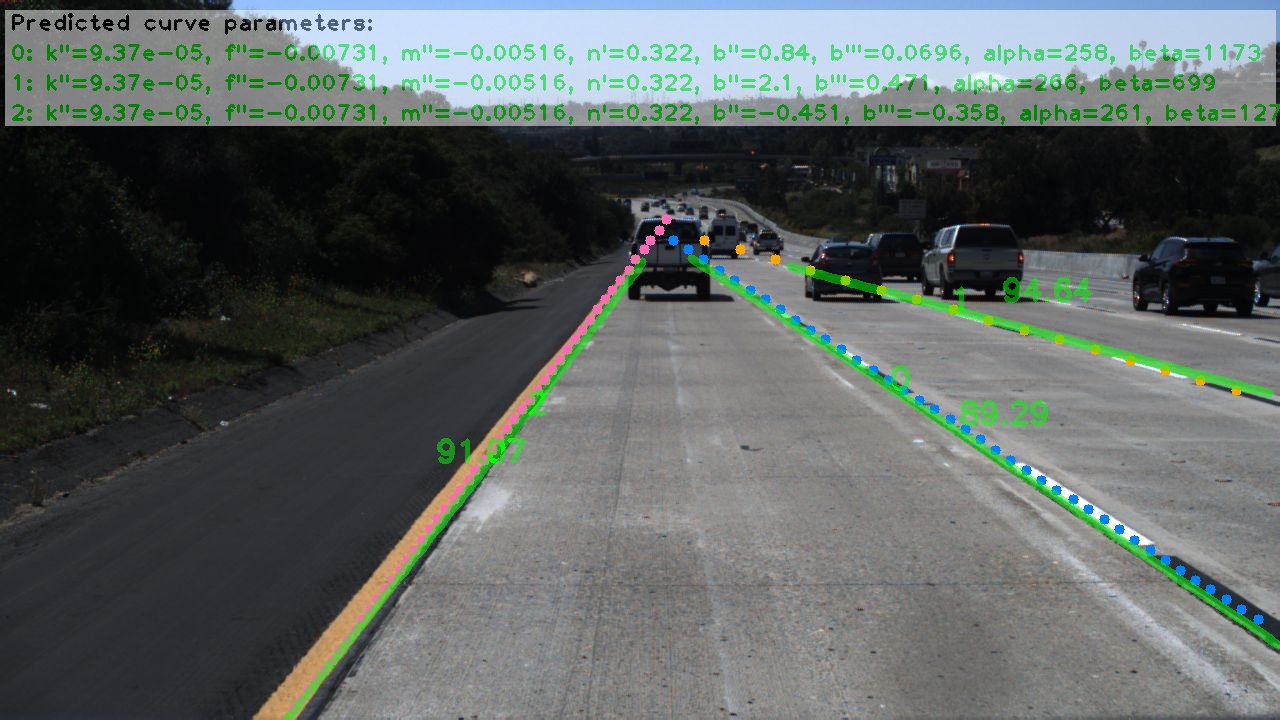 Predicted curve parameters:
0: k''=9.37e-05, f''=-0.00731, m''=-0.00516, n'=0.322, b''=0.84, b'''=0.0696, alpha=258, beta=1173
1: k''=9.37e-05, f''=-0.00731, m''=-0.00516, n'=0.322, b''=2.1, b'''=0.471, alpha=266, beta=699
2: k''=9.37e-05, f''=-0.00731, m''=-0.00516, n'=0.322, b''=-0.451, b'''=-0.358, alpha=261, beta=127
1 94.64
0
89.29
2
91.07